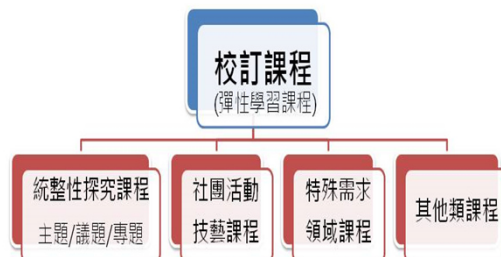 校訂課程
(彈性學習課程)
統整性探究課程
主題/議題/專題
社團活動
技藝課程
特殊需求
領域課程
其他類課程